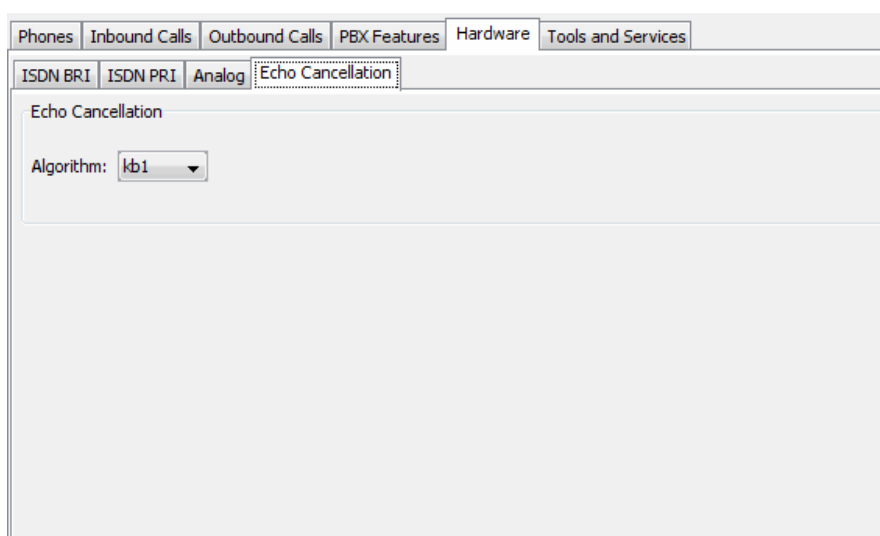 Phones Inbound Calls Outbound Calls PBX Features Hardware Tools and Services
ISDN BRI ISDN PRI Analog Echo Cancellation
Echo Cancellation
Algorithm: kb1